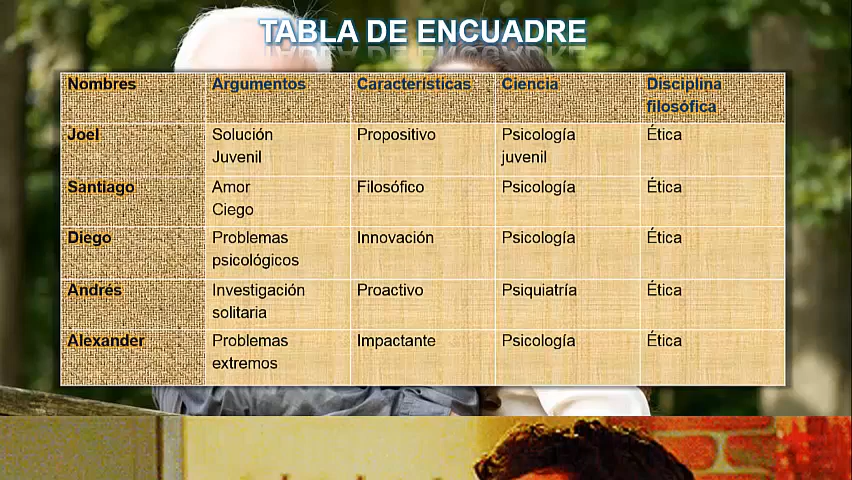 TABLA DE ENCUADRE
Nombres Argumentos Características Ciencia Disciplina
filosófica
Joel Solución Propositivo Psicología Ética
Juvenil juvenil
Santiago Amor Filosófico Psicología Ética
Ciego
Diego Problemas Innovación Psicología Ética
psicológicos
Andrés Investigación Proactivo Psiquiatría Ética
solitaria
Alexander Problemas Impactante Psicología Ética
extremos